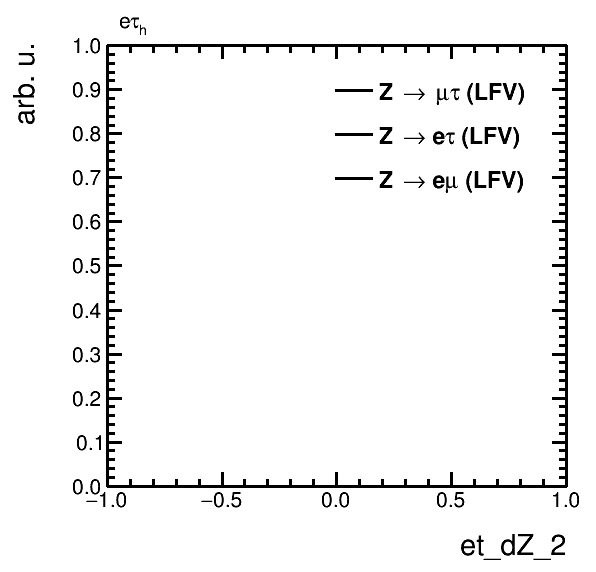 eτh
arb. u.
1.0
0.9
0.8
0.7
0.6
0.5
0.4
0.3
0.2
0.1
0.0
Z → μτ (LFV)
Z → eτ (LFV)
Z → eμ (LFV)
−1.0 −0.5 0.0 0.5 1.0
et_dZ_2